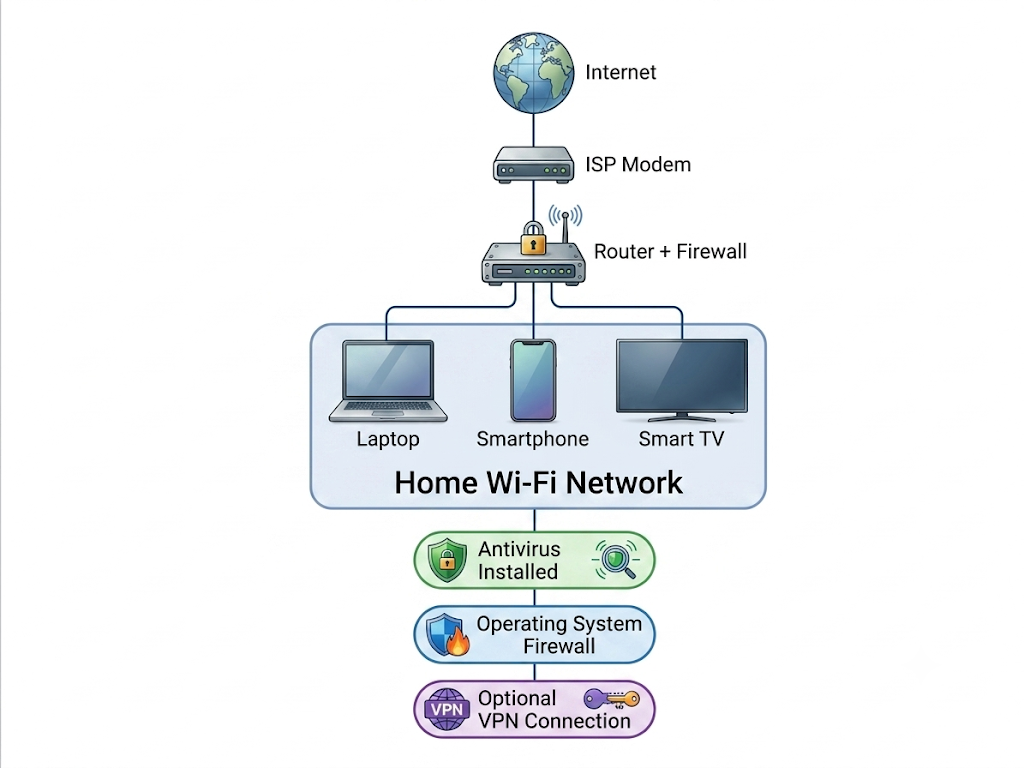 Internet
ISP Modem
Router + Firewall
Laptop
Smartphone
Smart TV
Home Wi-Fi Network
Antivirus
Installed
Operating System
Firewall
VPN
Optional
VPN Connection